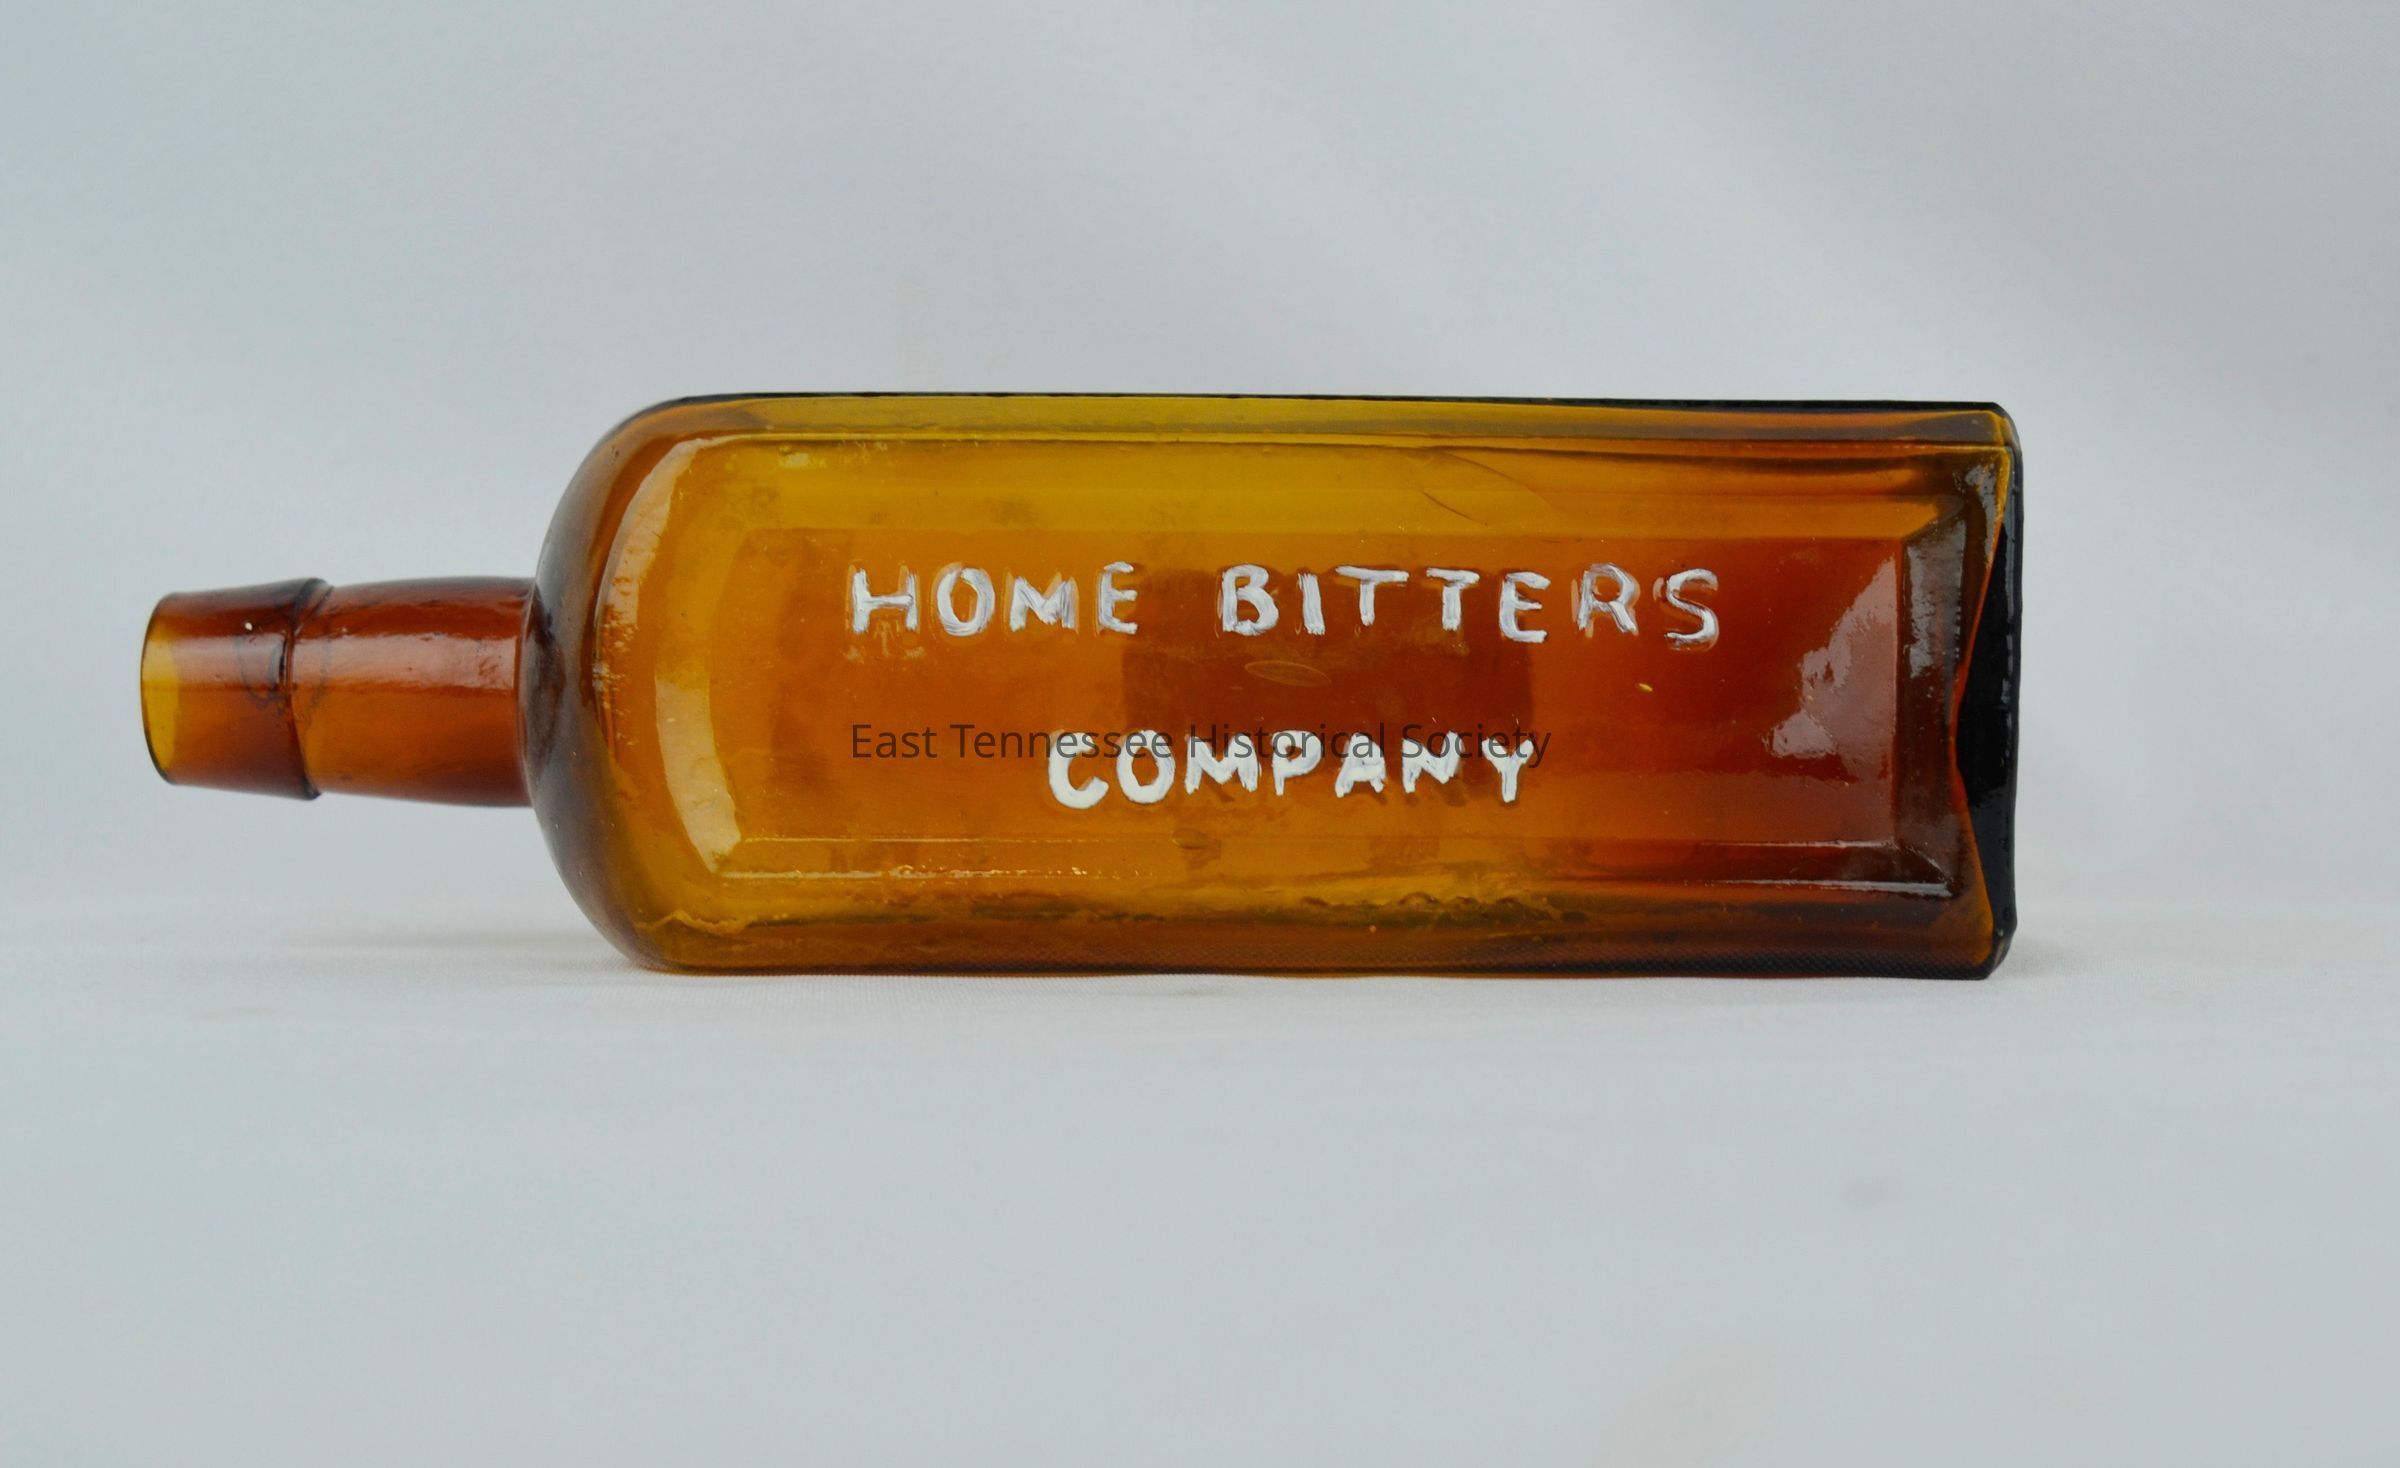 HOME BITTERS
East Tennessee Historical Society
COMPANY